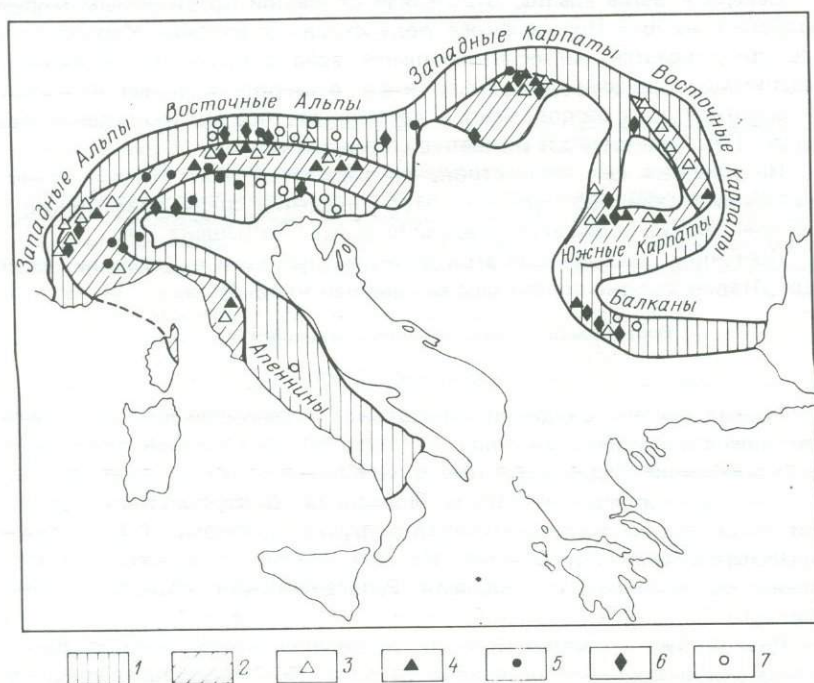 Западные Альпы
Восточные Альпы
Западные Карпаты
Восточные Карпаты
Южные Карпаты
Балканы
Апеннины
1 2 3 4 5 6 7